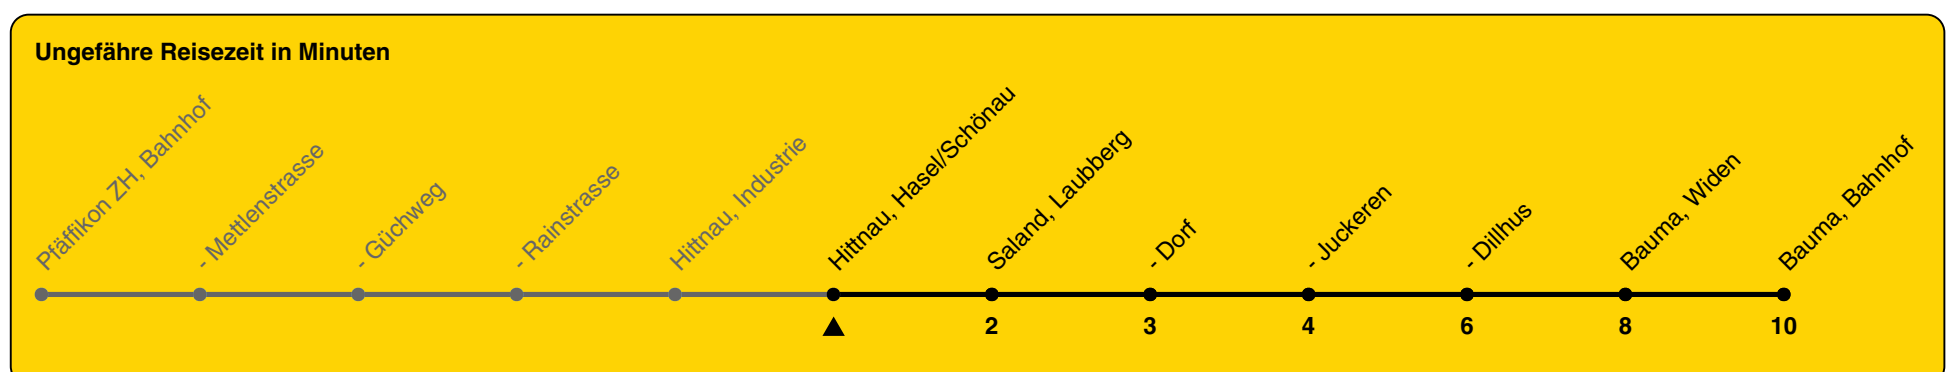 Ungefähre Reisezeit in Minuten
Pfäffikon ZH, Bahnhof
- Mettlenstrasse
- Güchweg
- Rainstrasse
Hittnau, Industrie
Hittnau, Hasel/Schönau
Saland, Laubberg
- Dorf
- Juckeren
- Dillhus
Bauma, Widen
Bauma, Bahnhof
2 3 4 6 8 10